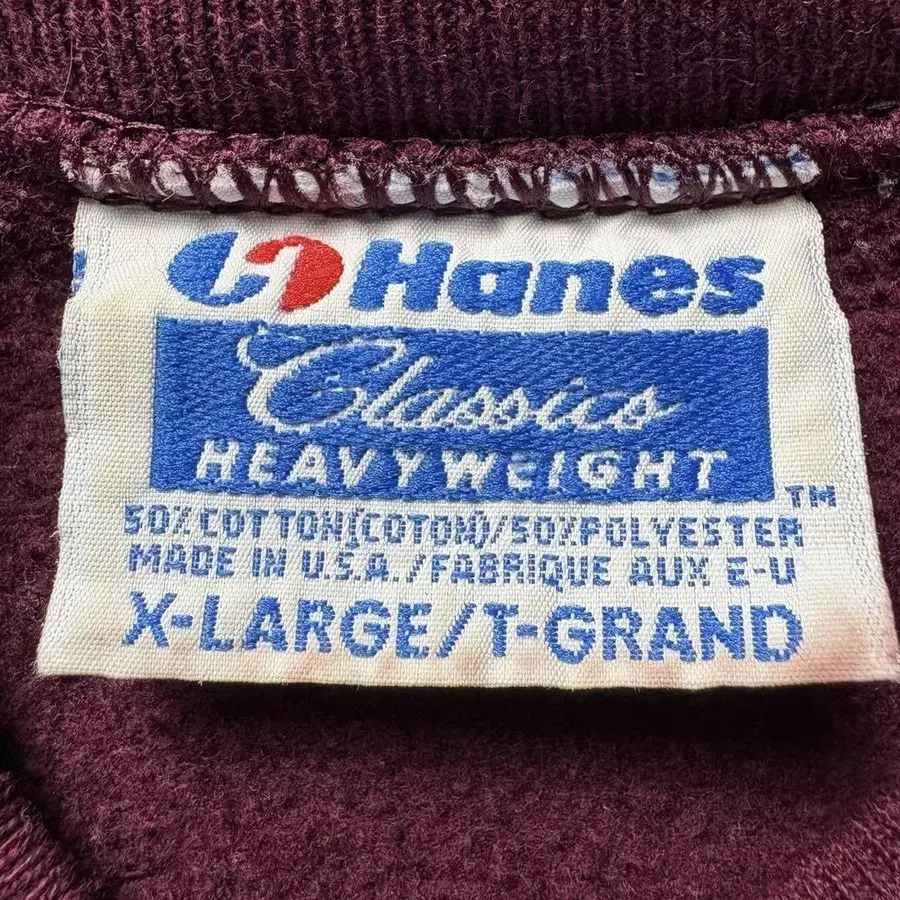 Hanes
Classics
HEAVYWEIGHT
TM
50% COTTON(COTON)/50%POLYESTER
MADE IN U.S.A./FABRIQUE AUX E-U
X-LARGE/T-GRAND